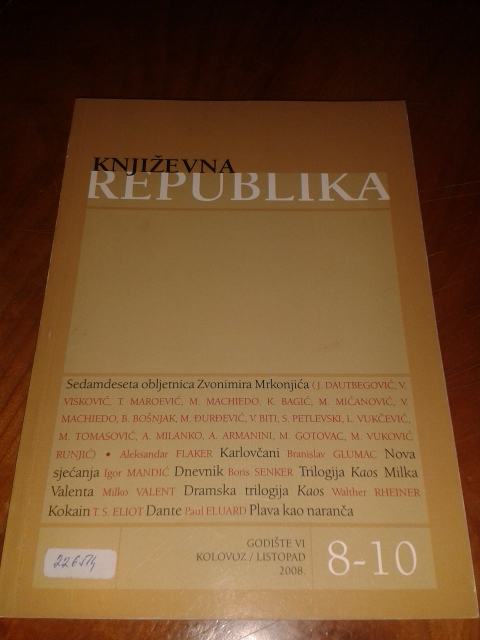 KNJIŽEVNA
REPUBLIKA
Sedamdeseta obljetnica Zvonimira Mrkonjića ( J. DAUTBEGOVIĆ, V.
VISKOVIĆ, T. MAROEVIĆ, M. MACHIEDO, K. BAGIĆ, M. MIĆANOVIĆ, V.
MACHIEDO, B. BOŠNJAK, M. ĐURĐEVIĆ, V. BITI, S. PETLEVSKI, L. VUKČEVIĆ,
M. TOMASOVIĆ, A. MILANKO, A. ARMANINI, M. GOTOVAC, M. VUKOVIĆ
RUNJIĆ) • Aleksandar FLAKER Karlovčani Branislav GLUMAC Nova
sjećanja Igor MANDIĆ Dnevnik Boris SENKER Trilogija Kaos Milka
Valenta Milko VALENT Dramska trilogija Kaos Walther RHEINER
Kokain T. S. ELIOT Dante Paul ELUARD Plava kao naranča
226514
GODIŠTE VI
KOLOVOZ / LISTOPAD
2008.
8-10